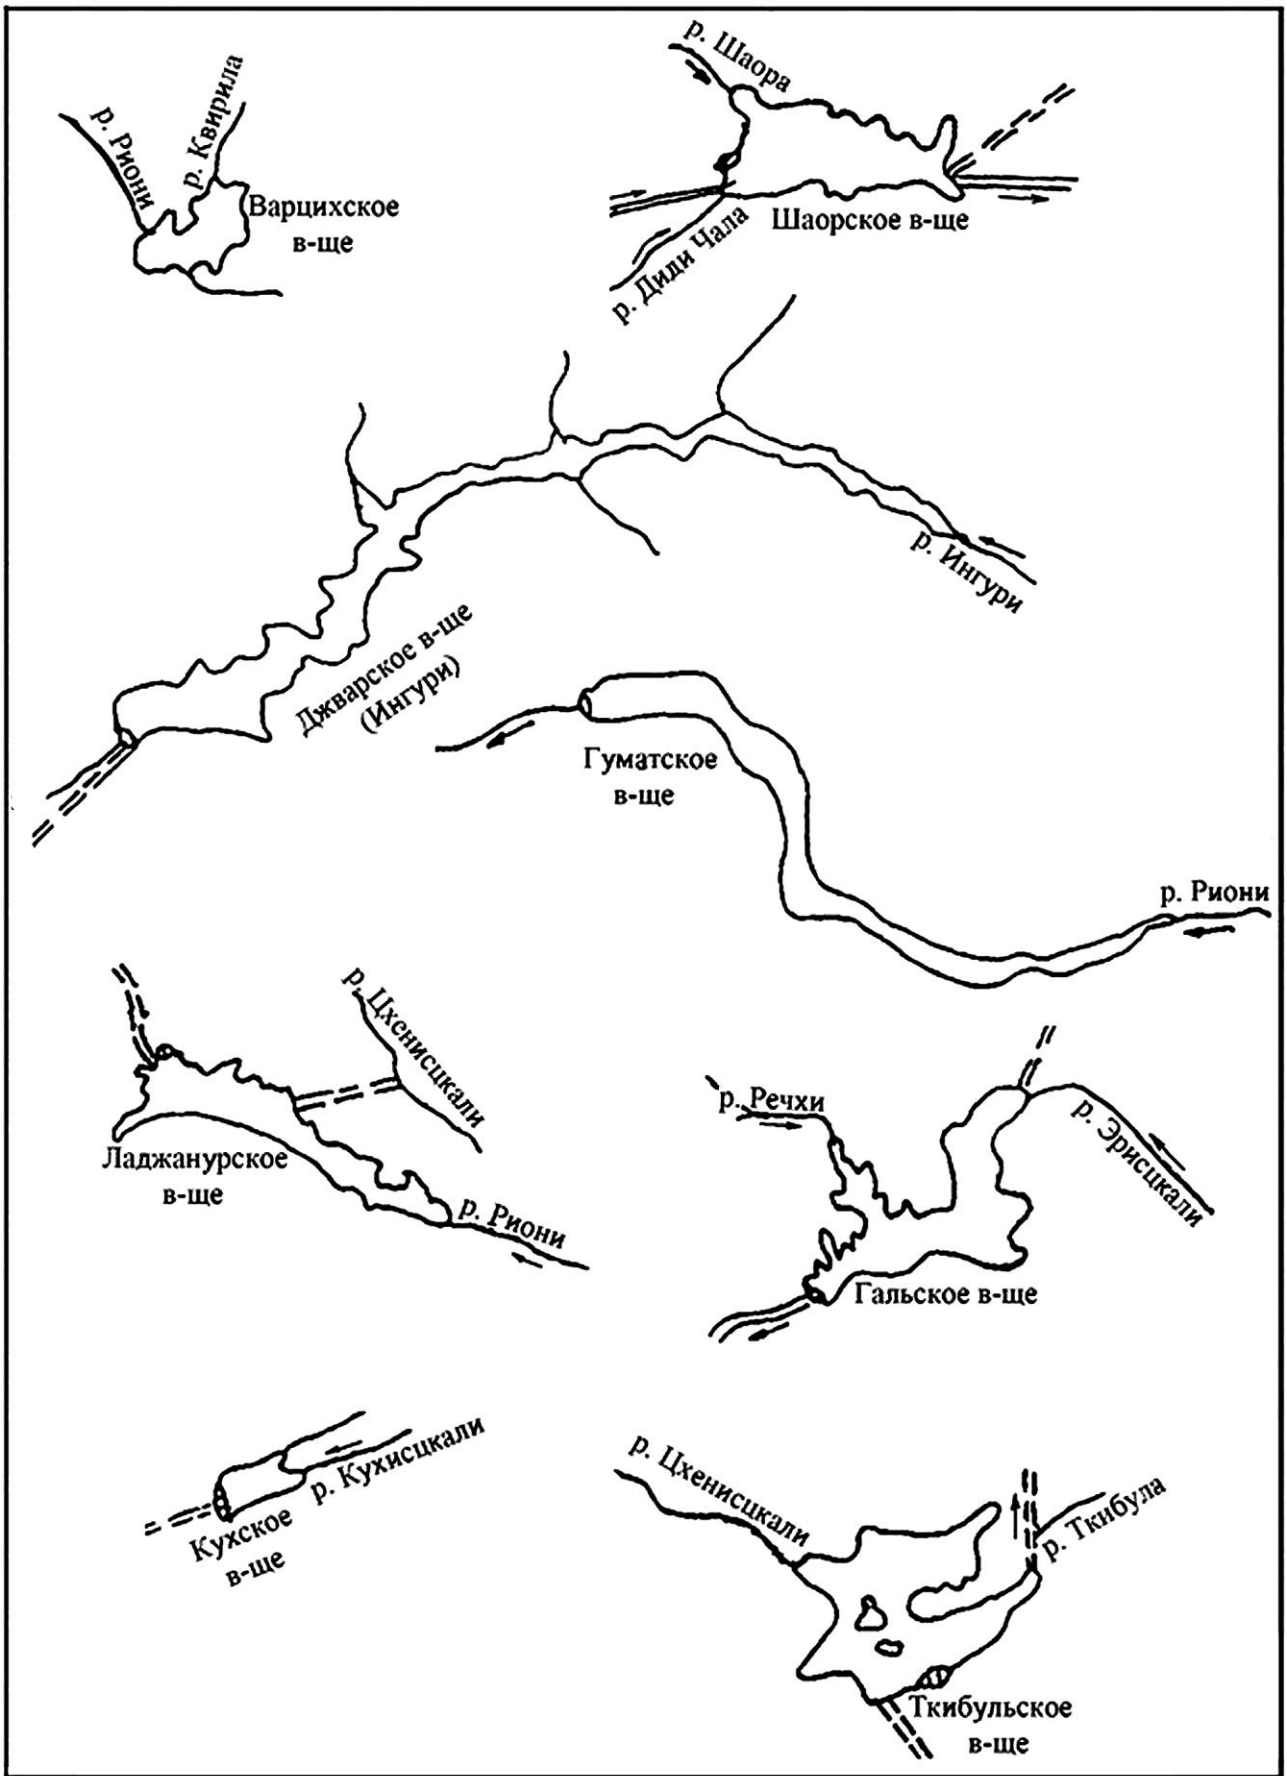 р. Риони
р. Квирила
Варцихское
в-ще
р. Шаора
р. Диди Чала
Шаорское в-ще
р. Ингури
Джварское в-ще
(Ингури)
Гуматское
в-ще
р. Риони
р. Цхенисцкали
Ладжанурское
в-ще
р. Риони
р. Речхи
р. Эрисцкали
Гальское в-ще
р. Кухисцкали
Кухское
в-ще
р. Цхенисцкали
р. Ткибула
Ткибульское
в-ще